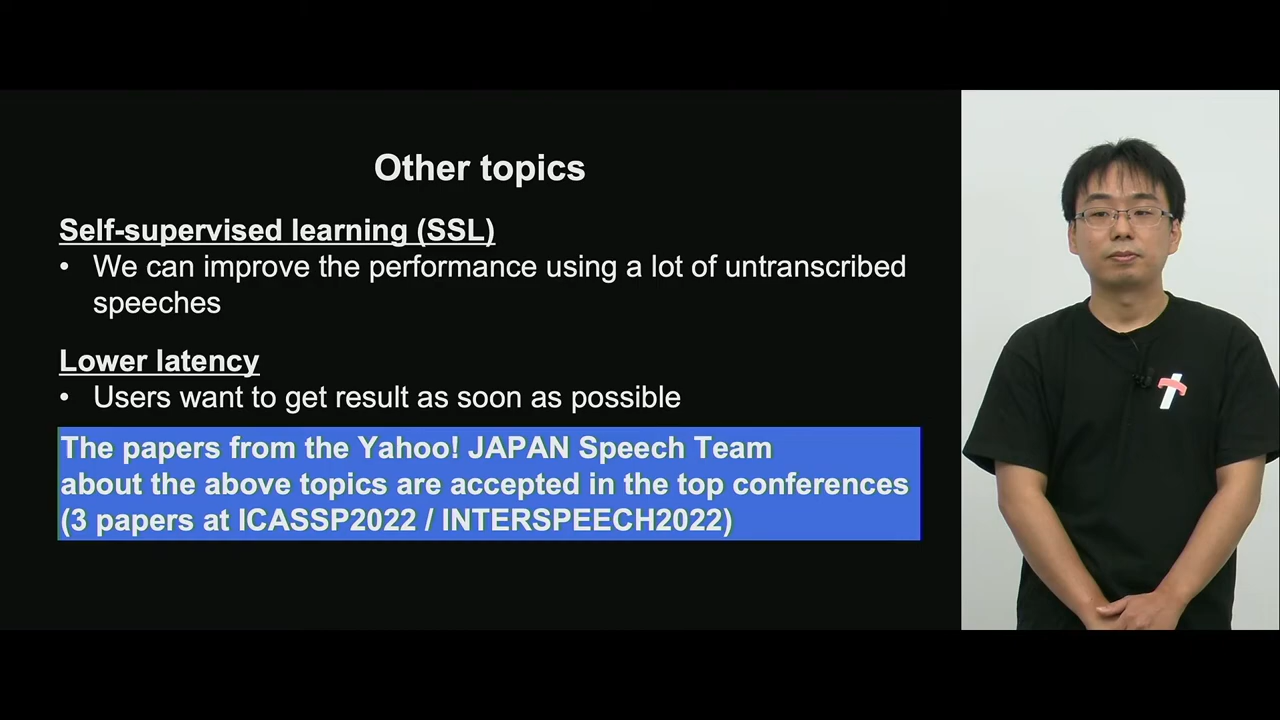 Other topics
Self-supervised learning (SSL)
• We can improve the performance using a lot of untranscribed
speeches
Lower latency
• Users want to get result as soon as possible
The papers from the Yahoo! JAPAN Speech Team
about the above topics are accepted in the top conferences
(3 papers at ICASSP2022 / INTERSPEECH2022)